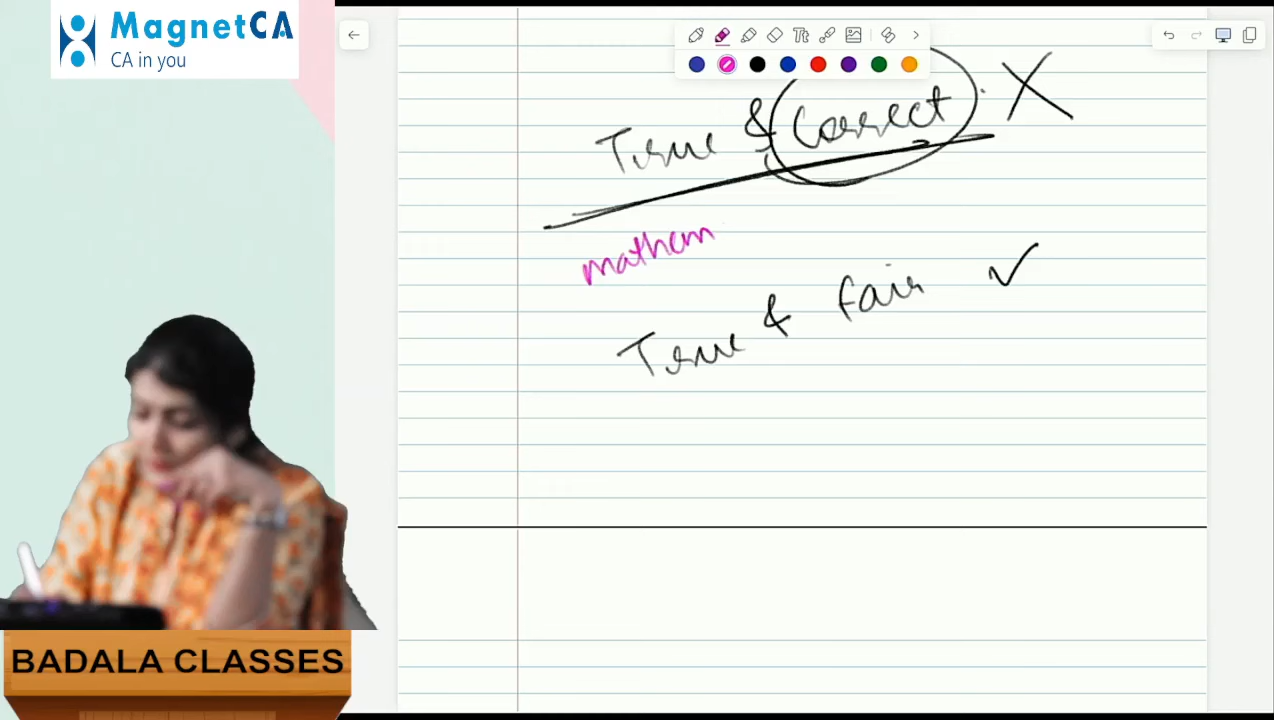 MagnetCA
CA in you
True & Correct X
mathem
True & fair ✓
BADALA CLASSES